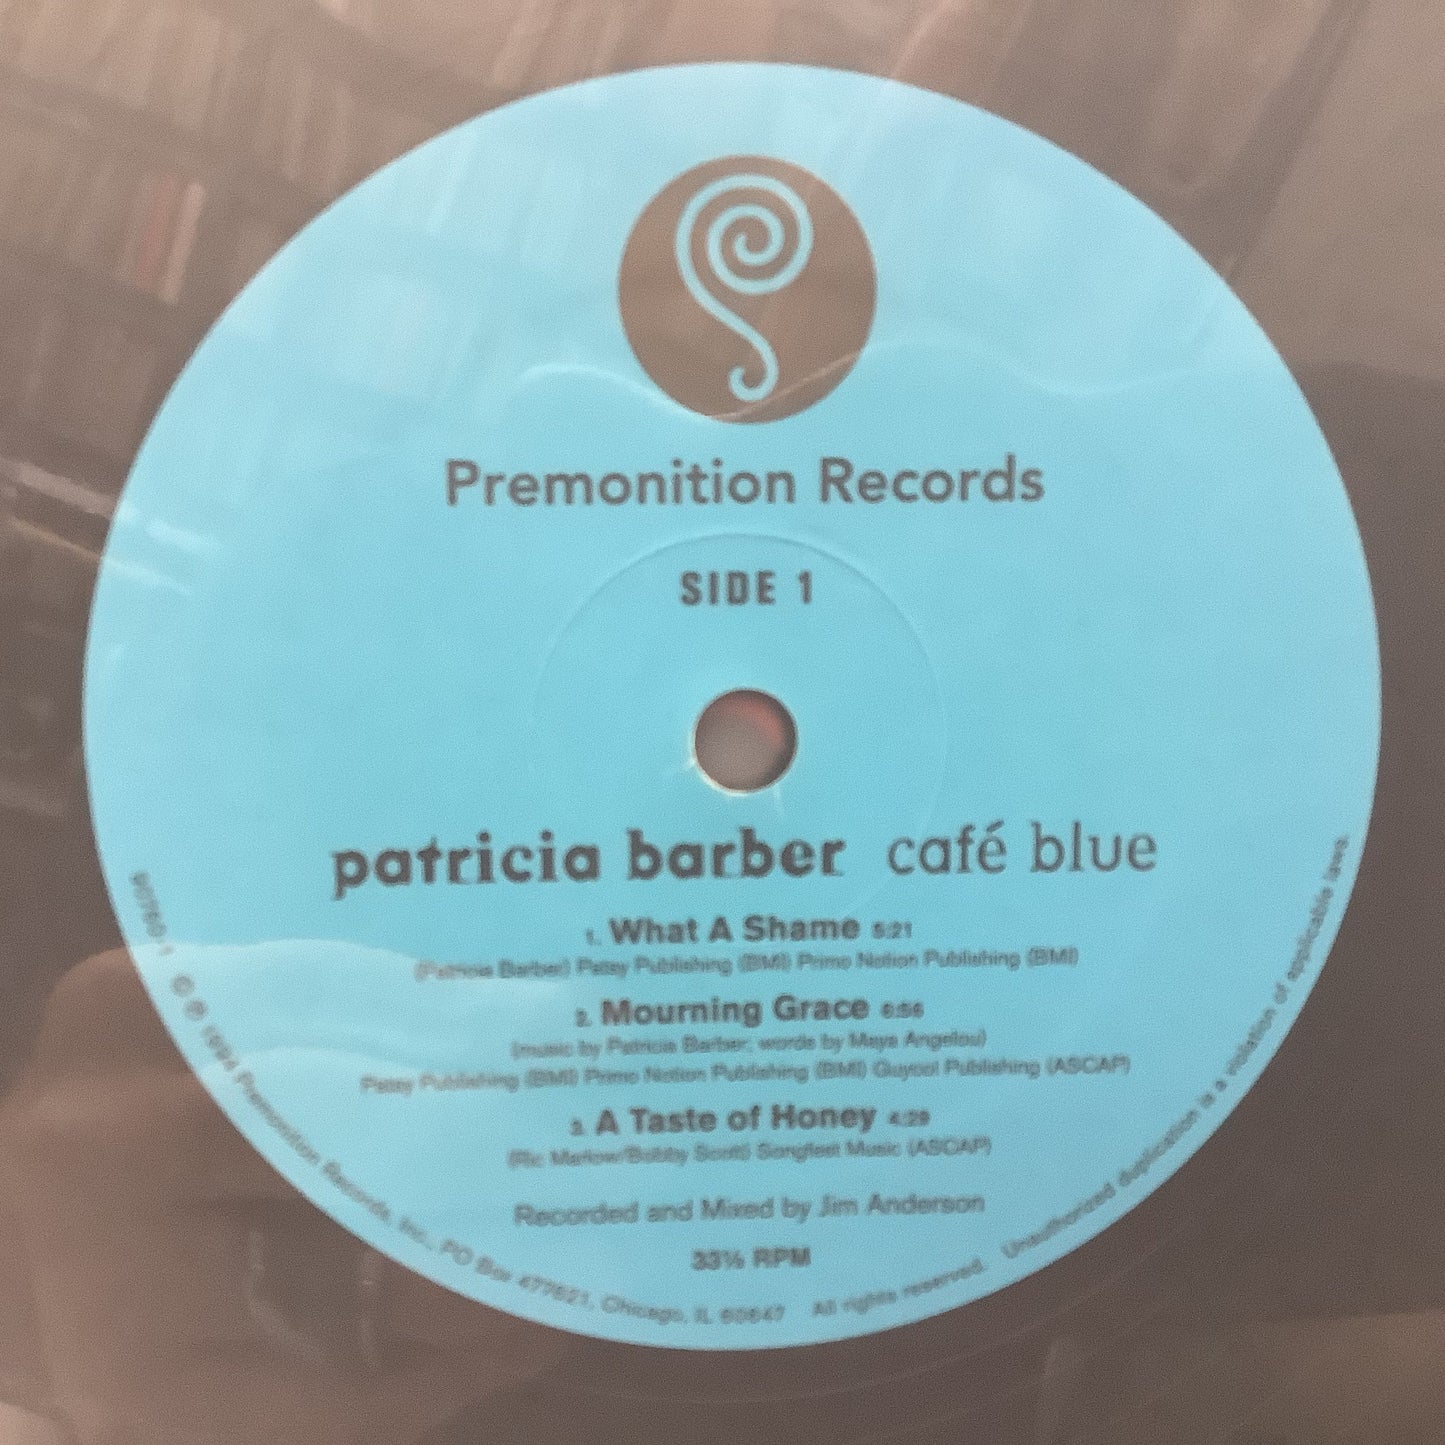 Premonition Records
SIDE 1
patricia barber café blue
1. What A Shame 5:21
(Patricia Barber) Patsy Publishing (BMI) Primo Notion Publishing (BMI)
2. Mourning Grace 6:56
(music by Patricia Barber; words by Maya Angelou)
Patsy Publishing (BMI) Primo Notion Publishing (BMI) Guycol Publishing (ASCAP)
3. A Taste of Honey 4:29
(Ric Marlow/Bobby Scott) Songfest Music (ASCAP)
Recorded and Mixed by Jim Anderson
33⅓ RPM
90760-1 © ℗ 1994 Premonition Records, Inc., PO Box 477621, Chicago, IL 60647 All rights reserved. Unauthorized duplication is a violation of applicable laws.